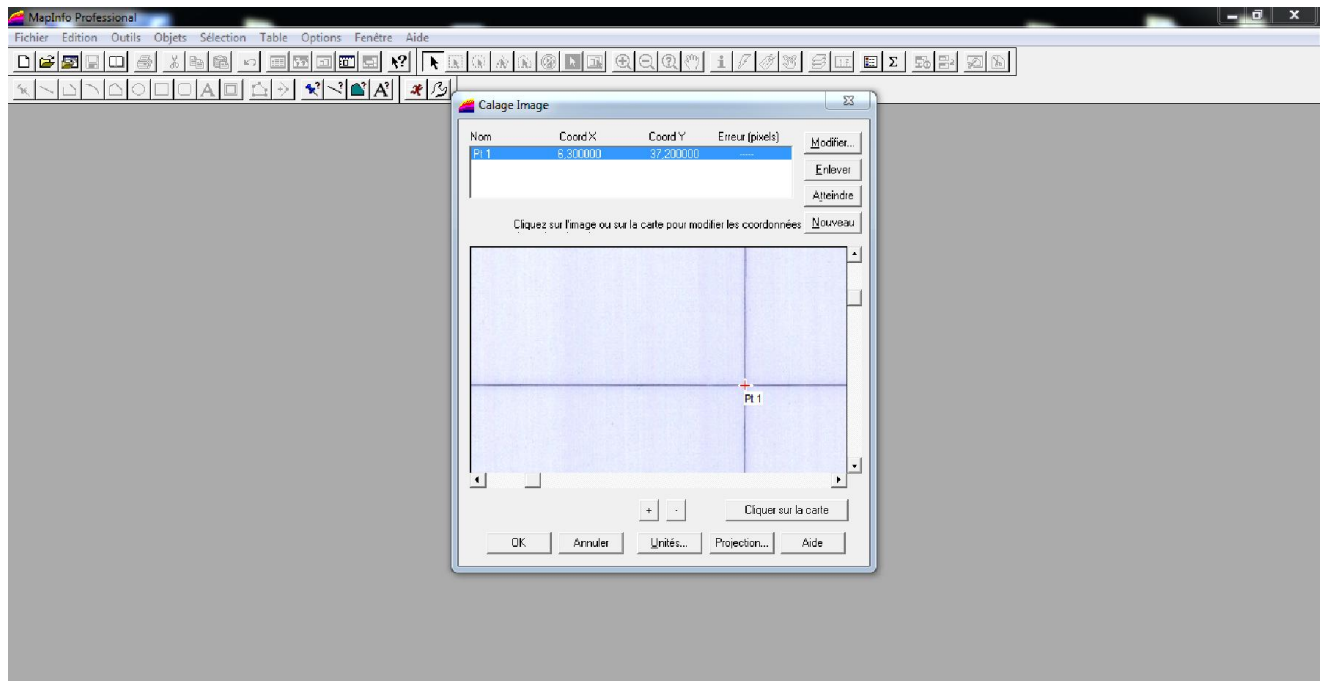 MapInfo Professional
Fichier Edition Outils Objets Sélection Table Options Fenêtre Aide
Calage Image
Nom Coord X Coord Y Erreur (pixels)
Pt 1 6,300000 37,200000 —
Modifier...
Enlever
Atteindre
Cliquez sur l'image ou sur la carte pour modifier les coordonnées
Nouveau
Pt 1
+ -
Cliquer sur la carte
OK Annuler Unités... Projection... Aide